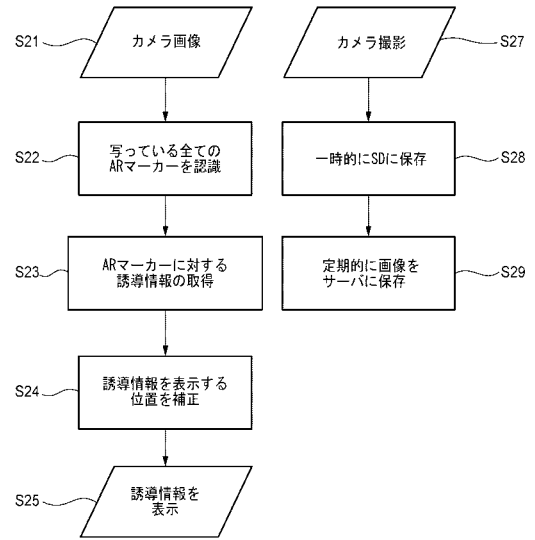 S21
カメラ画像
カメラ撮影
S27
S22
写っている全ての
ARマーカーを認識
一時的にSDに保存
S28
S23
ARマーカーに対する
誘導情報の取得
定期的に画像を
サーバに保存
S29
S24
誘導情報を表示する
位置を補正
S25
誘導情報を
表示